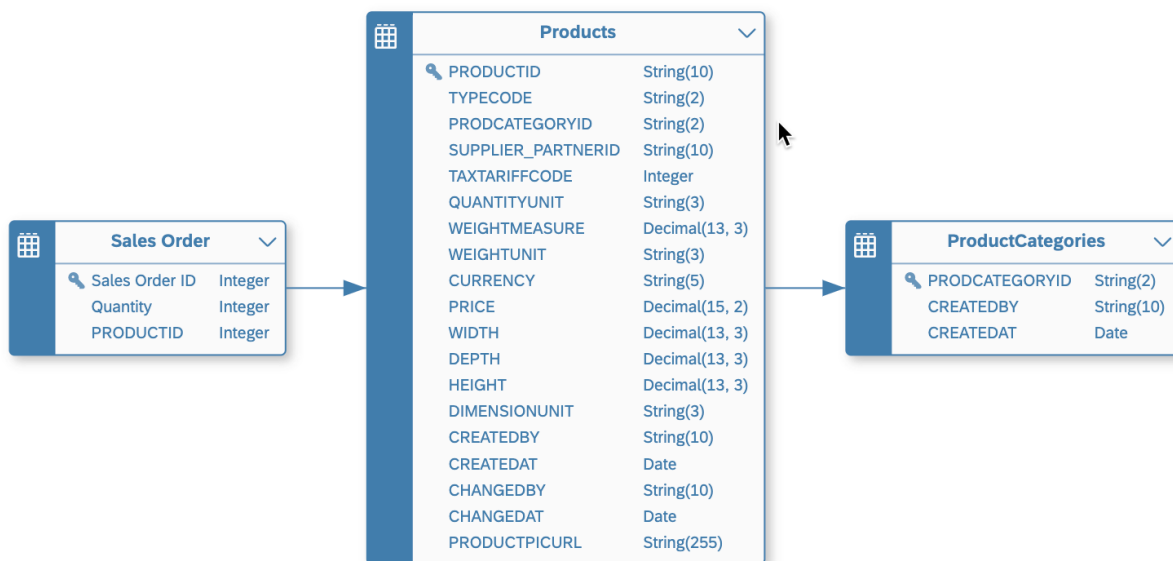 Sales Order
Sales Order ID Integer
Quantity Integer
PRODUCTID Integer
Products
PRODUCTID String(10)
TYPECODE String(2)
PRODCATEGORYID String(2)
SUPPLIER_PARTNERID String(10)
TAXTARIFFCODE Integer
QUANTITYUNIT String(3)
WEIGHTMEASURE Decimal(13, 3)
WEIGHTUNIT String(3)
CURRENCY String(5)
PRICE Decimal(15, 2)
WIDTH Decimal(13, 3)
DEPTH Decimal(13, 3)
HEIGHT Decimal(13, 3)
DIMENSIONUNIT String(3)
CREATEDBY String(10)
CREATEDAT Date
CHANGEDBY String(10)
CHANGEDAT Date
PRODUCTPICURL String(255)
ProductCategories
PRODCATEGORYID String(2)
CREATEDBY String(10)
CREATEDAT Date